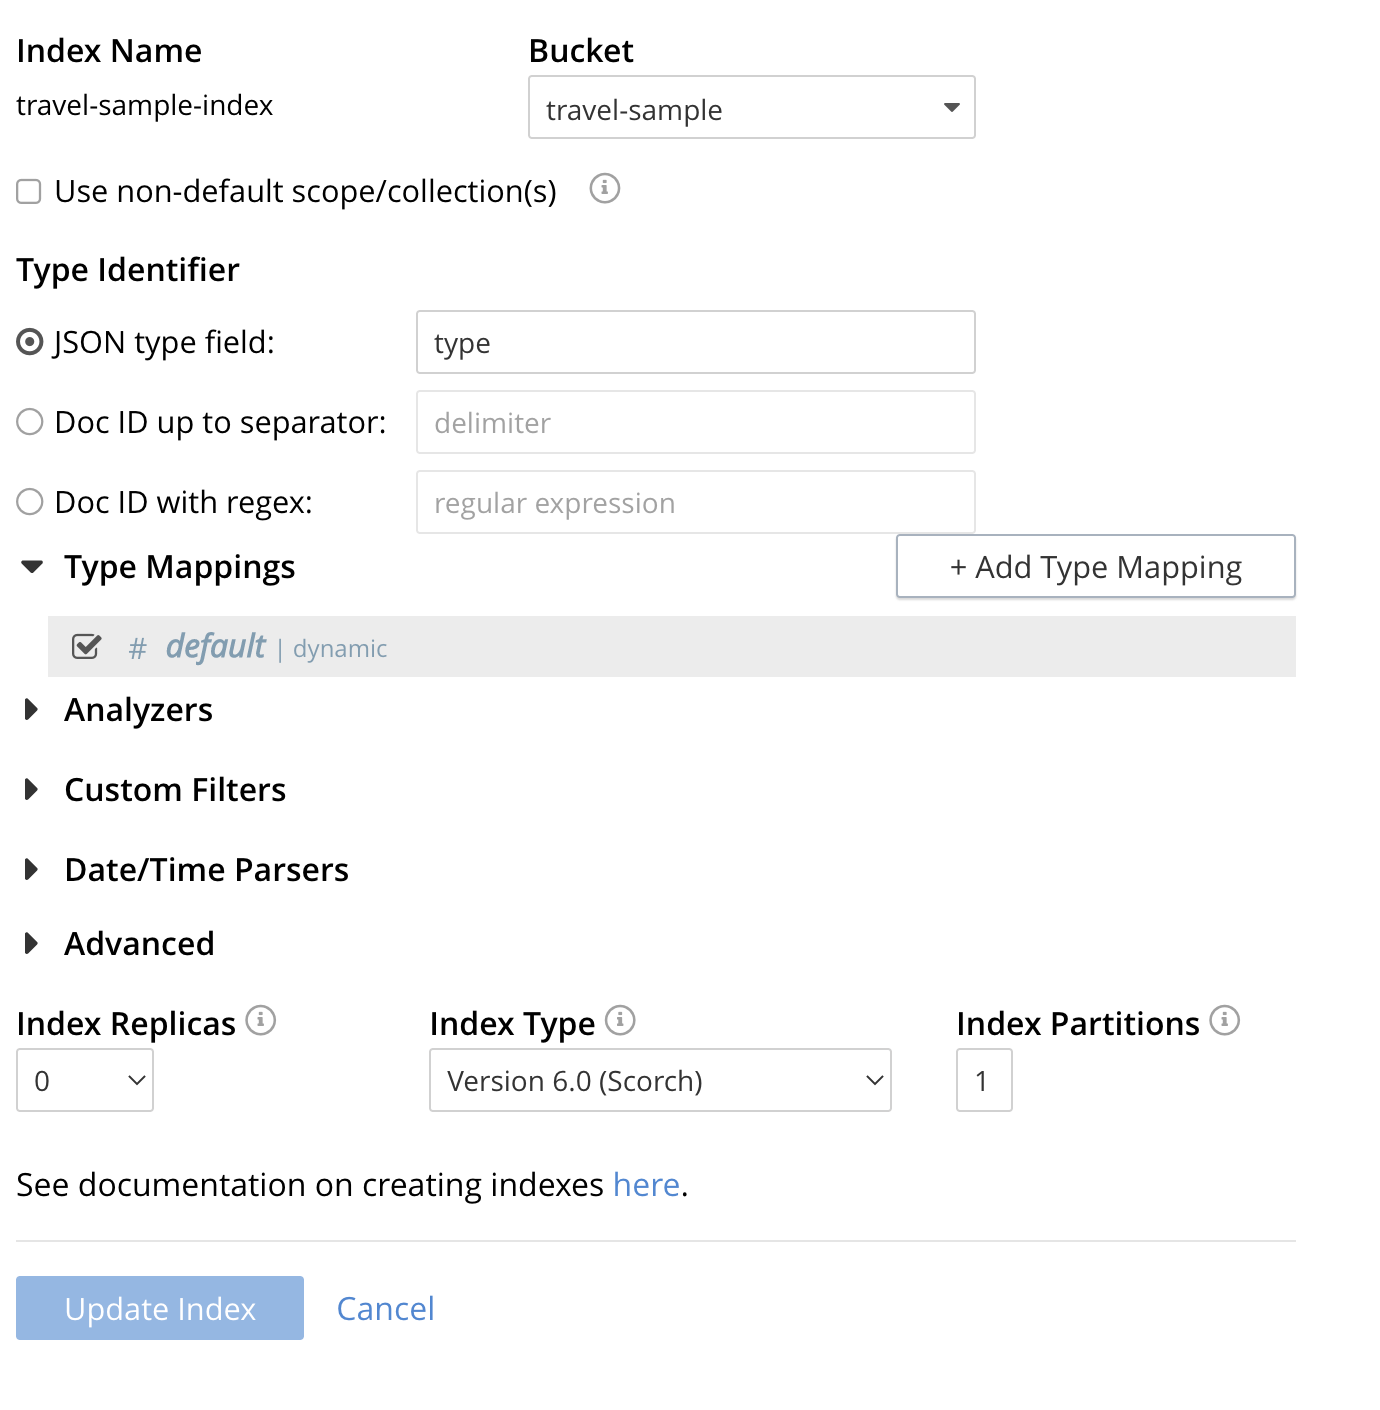 Index Name
Bucket
travel-sample-index
travel-sample
Use non-default scope/collection(s)
Type Identifier
JSON type field:
type
Doc ID up to separator:
delimiter
Doc ID with regex:
regular expression
Type Mappings
+ Add Type Mapping
# default | dynamic
Analyzers
Custom Filters
Date/Time Parsers
Advanced
Index Replicas
Index Type
Index Partitions
0
Version 6.0 (Scorch)
1
See documentation on creating indexes here.
Update Index
Cancel